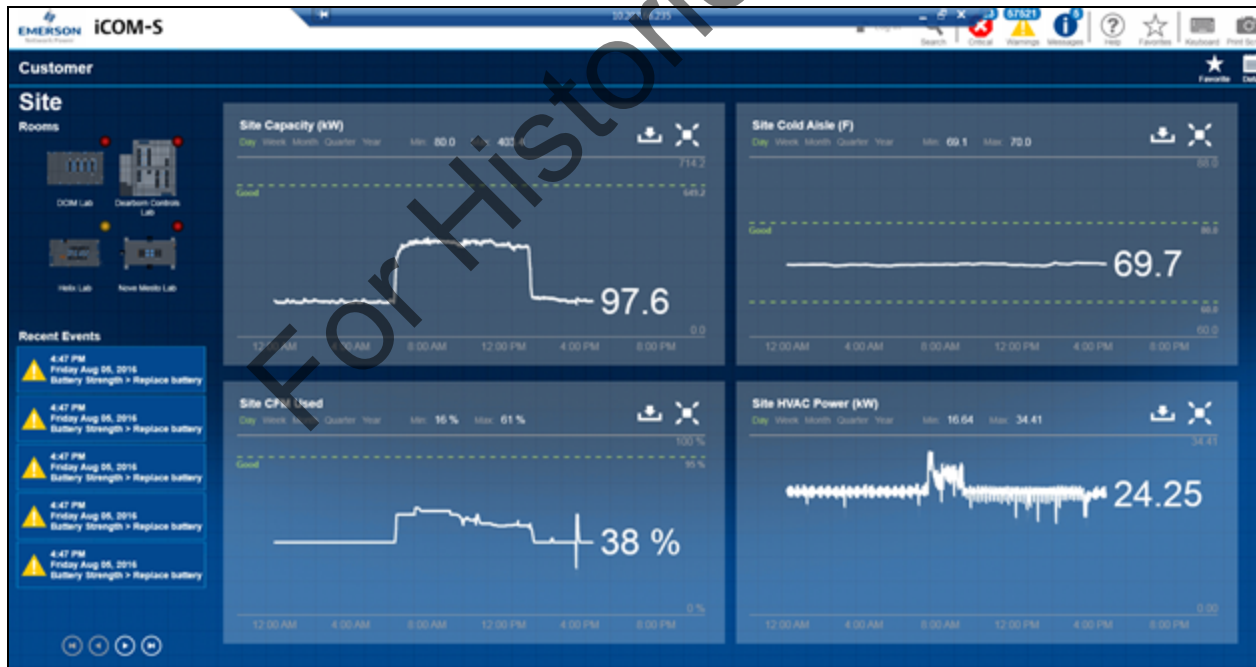 EMERSON
Network Power
iCOM-S
Search
Critical
57621
Warnings
Messages
Help
Favorites
Keyboard
Customer
Favorite
Site
Rooms
DCIM Lab
Dearborn Controls
Lab
Helix Lab
Nove Mesto Lab
Recent Events
4:47 PM
Friday Aug 05, 2016
Battery Strength > Replace battery
4:47 PM
Friday Aug 05, 2016
Battery Strength > Replace battery
4:47 PM
Friday Aug 05, 2016
Battery Strength > Replace battery
4:47 PM
Friday Aug 05, 2016
Battery Strength > Replace battery
4:47 PM
Friday Aug 05, 2016
Battery Strength > Replace battery
Site Capacity (kW)
Day Week Month Quarter Year Min: 80.0
714.2
Good 649.2
97.6
0.0
12:00 AM 4:00 AM 8:00 AM 12:00 PM 4:00 PM 8:00 PM
Site Cold Aisle (F)
Day Week Month Quarter Year Min: 69.1 Max: 70.0
88.0
Good 80.0
69.7
60.0
60.0
12:00 AM 4:00 AM 8:00 AM 12:00 PM 4:00 PM 8:00 PM
Site CFM Used
Day Week Quarter Year Min: 16 % Max: 61 %
100 %
Good 95 %
38 %
0 %
12:00 AM 4:00 AM 8:00 AM 12:00 PM 4:00 PM 8:00 PM
Site HVAC Power (kW)
Day Week Month Quarter Year Min: 16.64 Max: 34.41
34.41
24.25
0.00
12:00 AM 4:00 AM 8:00 AM 12:00 PM 4:00 PM 8:00 PM
For Histori